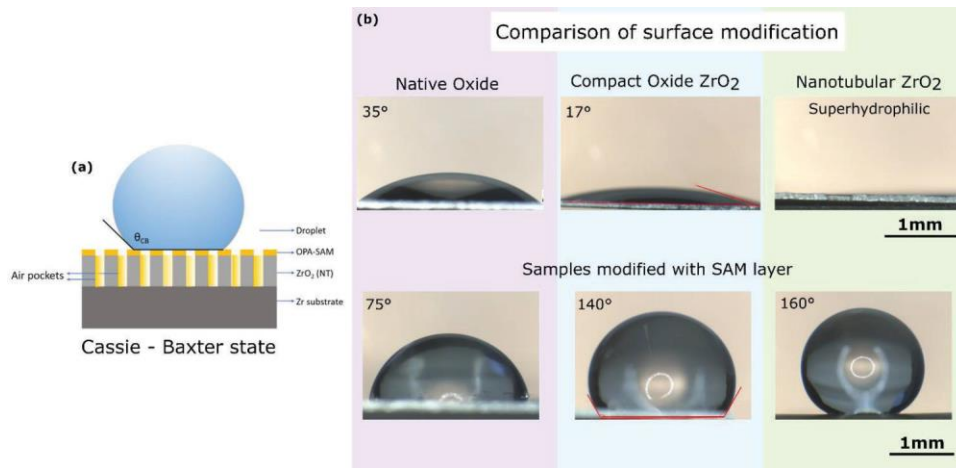 (a)
θCB
Droplet
OPA-SAM
Air pockets
ZrO2 (NT)
Zr substrate
Cassie - Baxter state
(b)
Comparison of surface modification
Native Oxide
Compact Oxide ZrO2
Nanotubular ZrO2
35°
17°
Superhydrophilic
1mm
Samples modified with SAM layer
75°
140°
160°
1mm